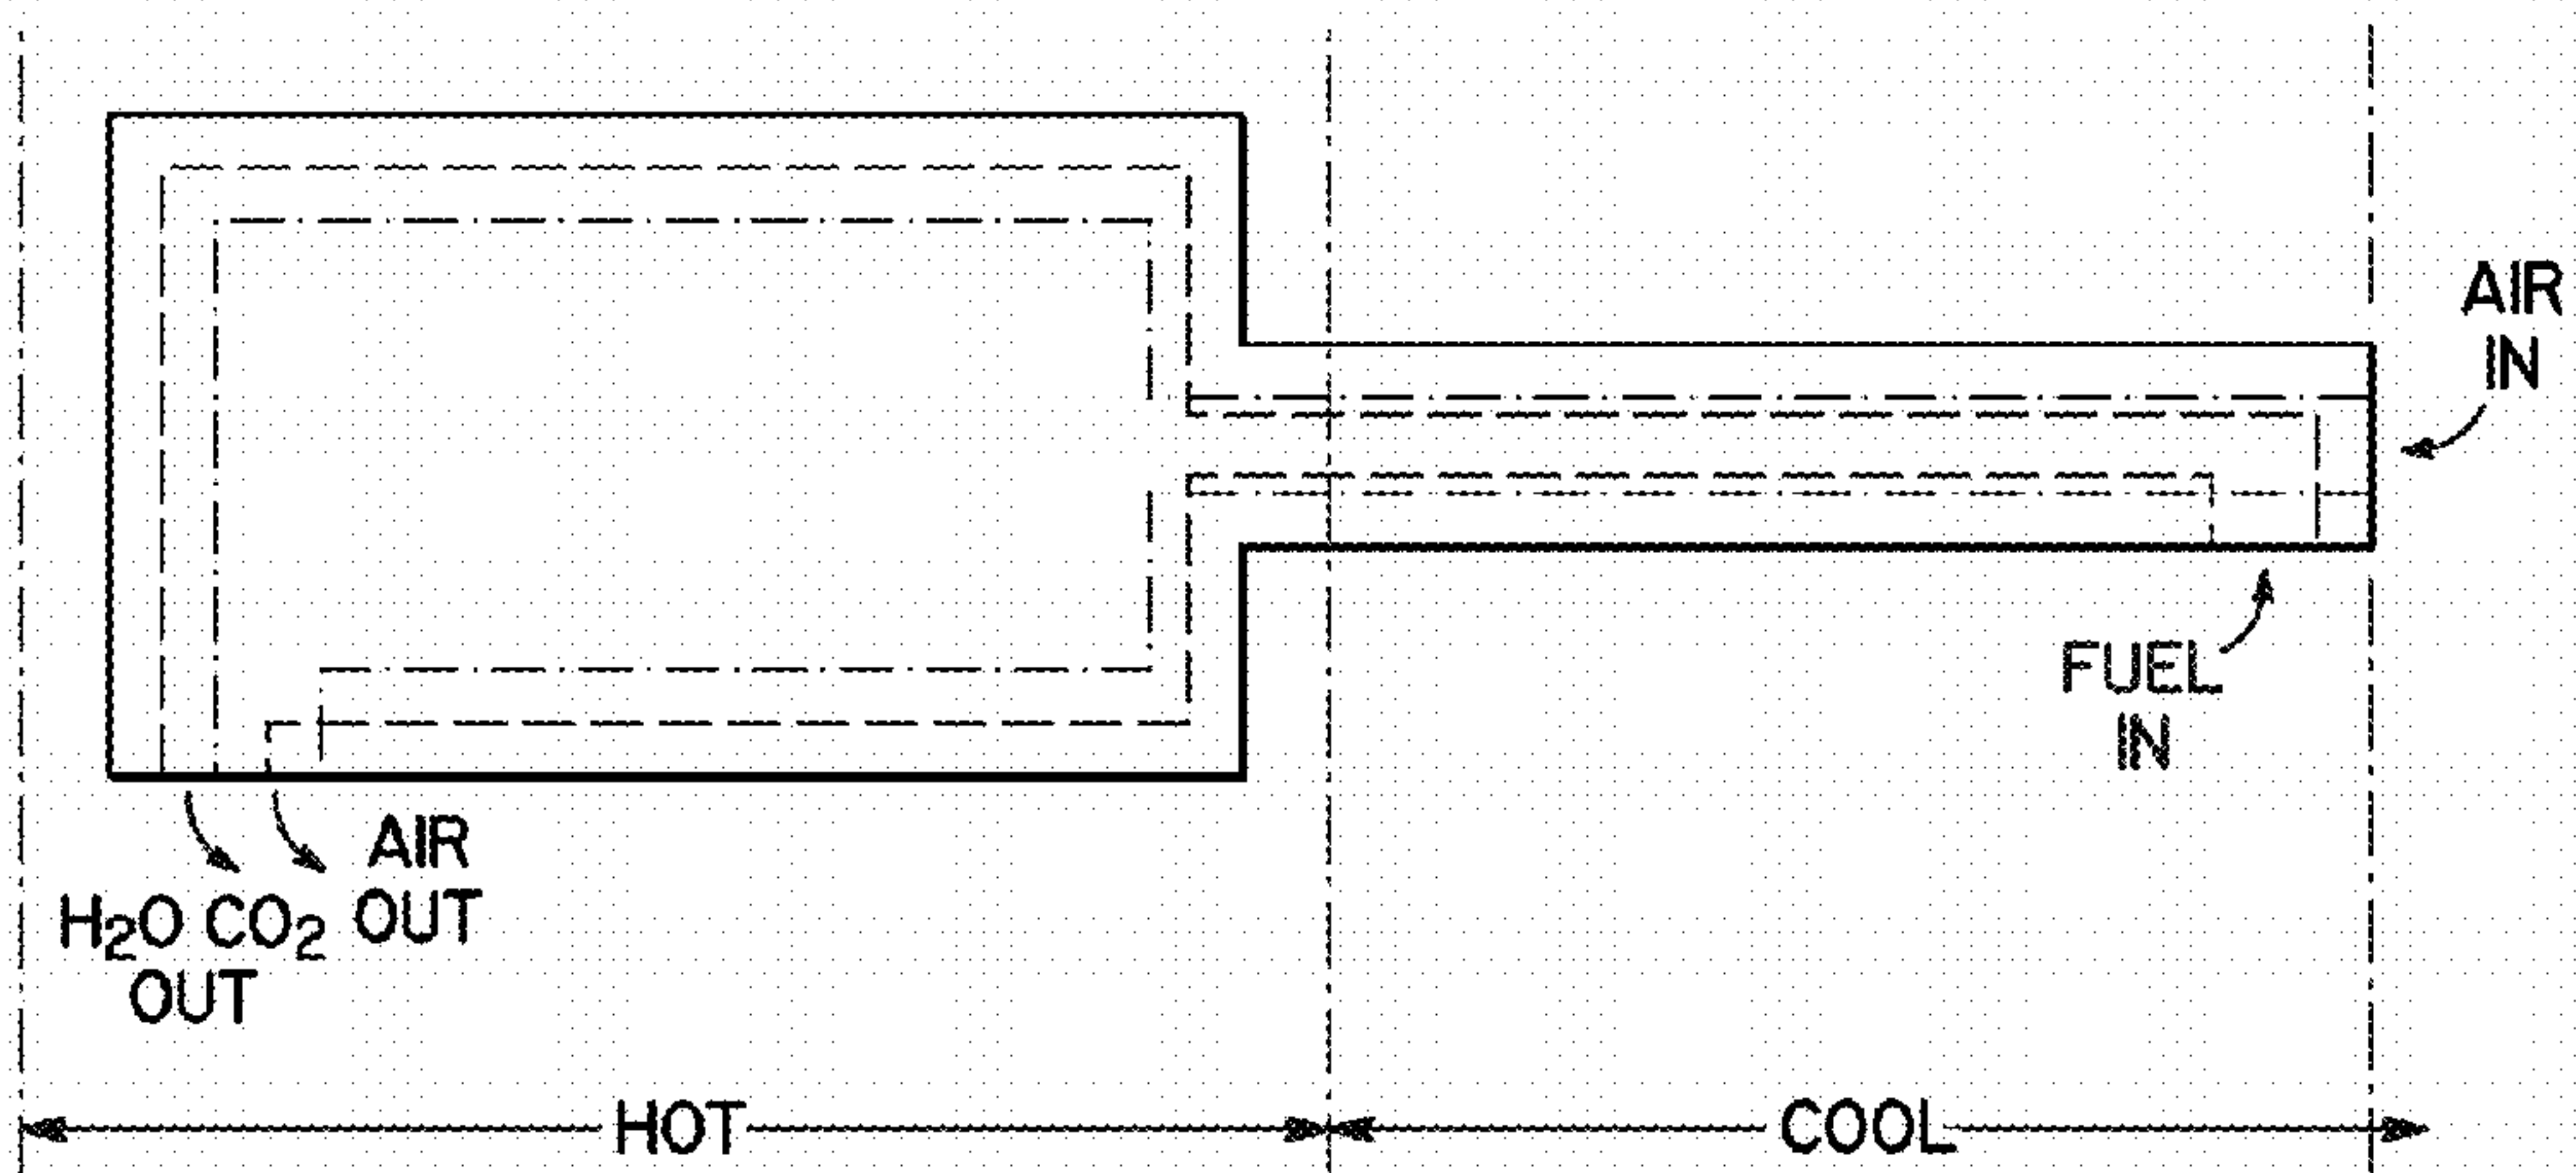 AIR
IN
FUEL
IN
AIR
OUT
H₂O CO₂
OUT
HOT
COOL